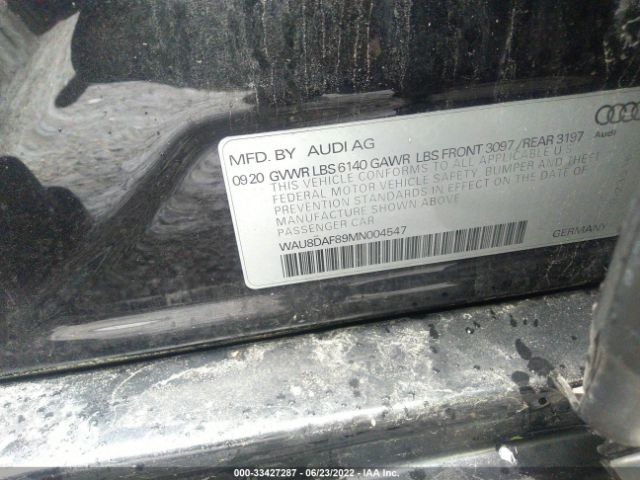 MFD. BY AUDI AG
0920 GVWR LBS 6140 GAWR LBS FRONT 3097/REAR 3197
THIS VEHICLE CONFORMS TO ALL APPLICABLE U.S.
FEDERAL MOTOR VEHICLE SAFETY, BUMPER AND THEFT
PREVENTION STANDARDS IN EFFECT ON THE DATE OF
MANUFACTURE SHOWN ABOVE
PASSENGER CAR
WAU8DAF89MN004547
Audi
GERMANY
000-33427287 - 06/23/2022 - IAA Inc.